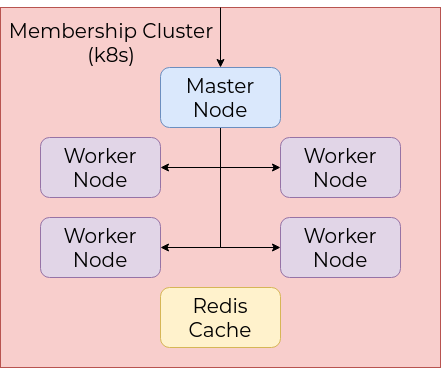 Membership Cluster
(k8s)
Master
Node
Worker
Node
Worker
Node
Worker
Node
Worker
Node
Redis
Cache